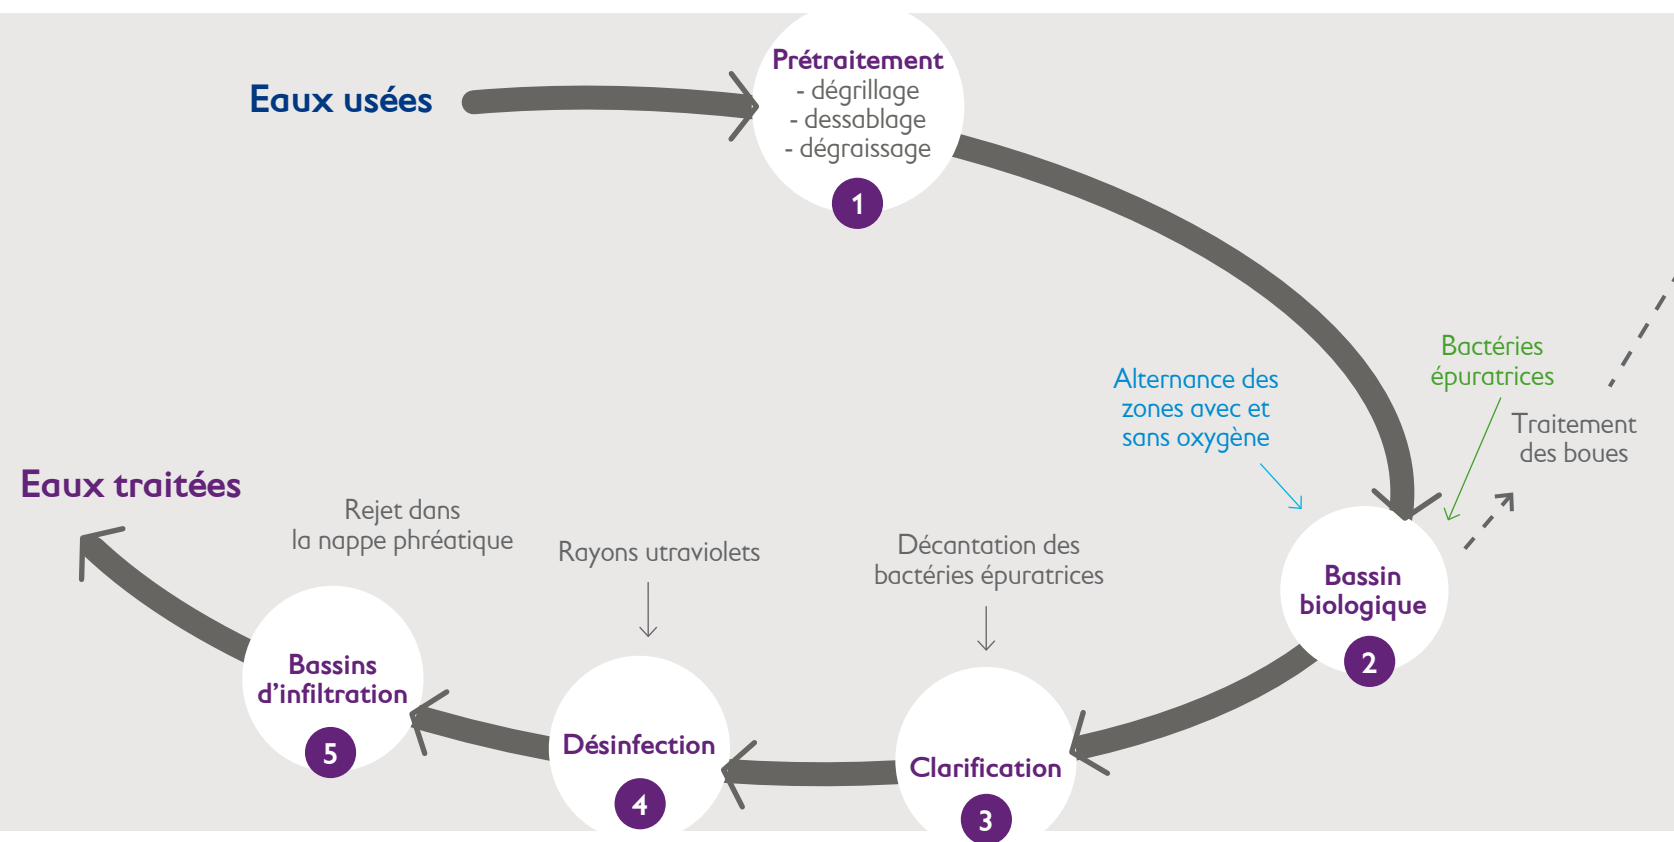 Eaux usées
Prétraitement
- dégrillage
- dessablage
- dégraissage
1
Alternance des
zones avec et
sans oxygène
Bactéries
épuratrices
Traitement
des boues
Bassin
biologique
2
Décantation des
bactéries épuratrices
Clarification
3
Rayons utraviolets
Désinfection
4
Rejet dans
la nappe phréatique
Bassins
d'infiltration
5
Eaux traitées